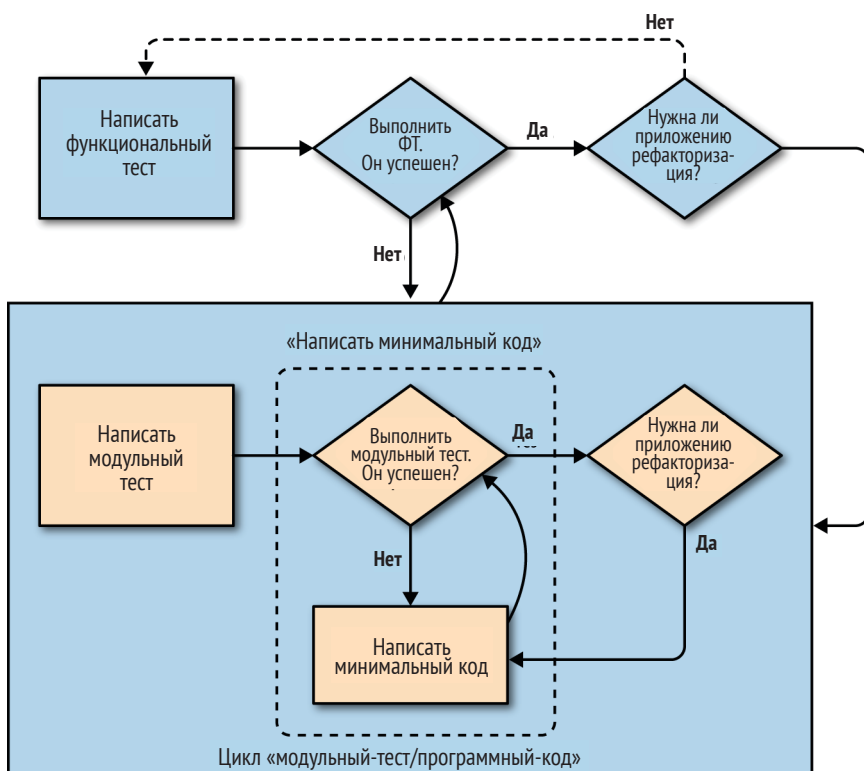 Нет
Написать
функциональный
тест
Выполнить
ФТ.
Он успешен?
Да
Нужна ли
приложению
рефакториза-
ция?
Нет
«Написать минимальный код»
Написать
модульный
тест
Выполнить
модульный тест.
Он успешен?
Да
Нужна ли
приложению
рефакториза-
ция?
Нет
Да
Написать
минимальный код
Цикл «модульный-тест/программный-код»